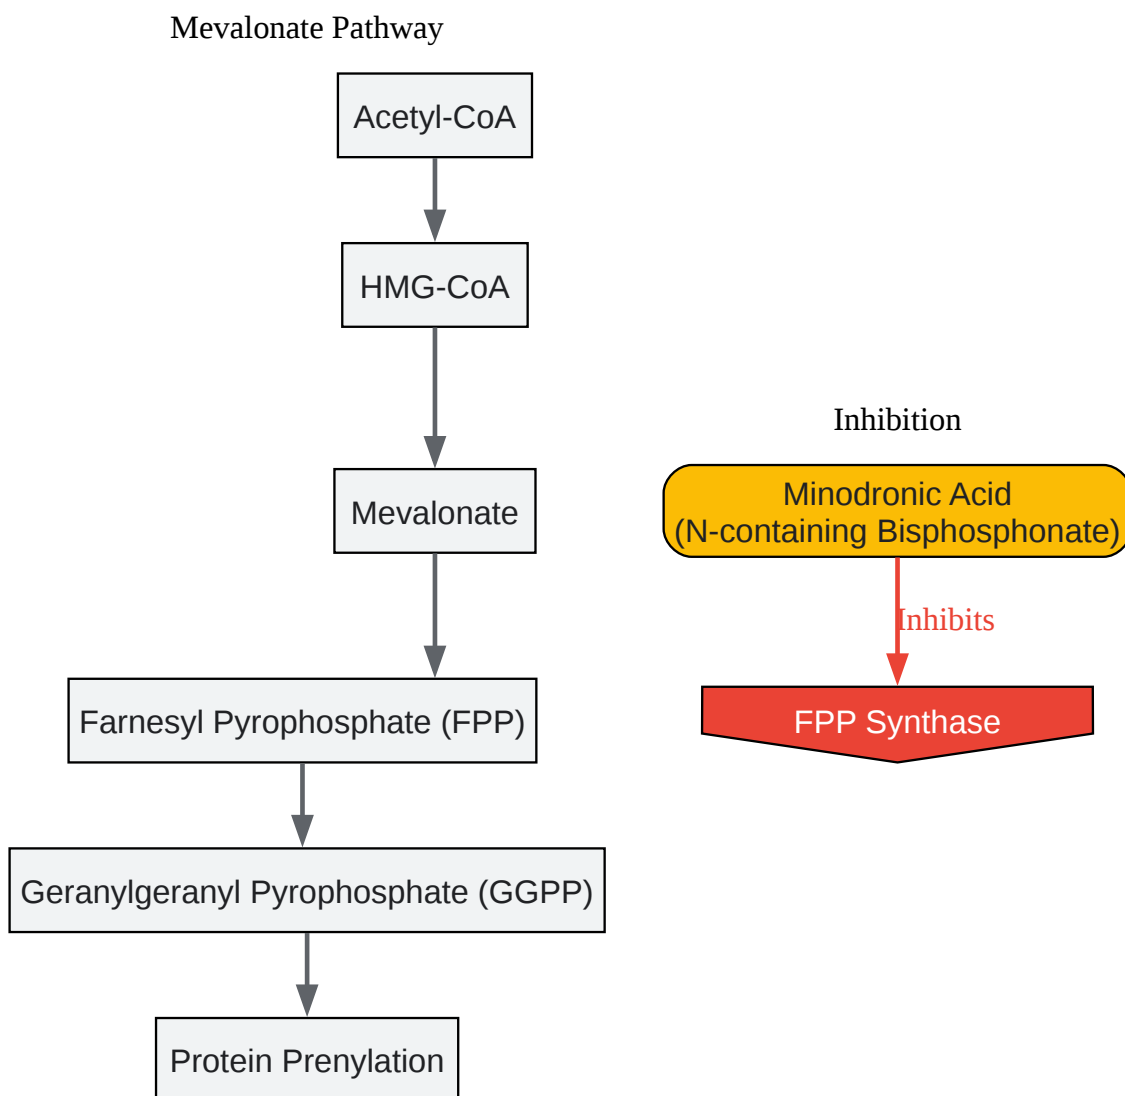 Mevalonate Pathway
Acetyl-CoA
HMG-CoA
Mevalonate
Farnesyl Pyrophosphate (FPP)
Geranylgeranyl Pyrophosphate (GGPP)
Protein Prenylation
Inhibition
Minodronic Acid
(N-containing Bisphosphonate)
Inhibits
FPP Synthase